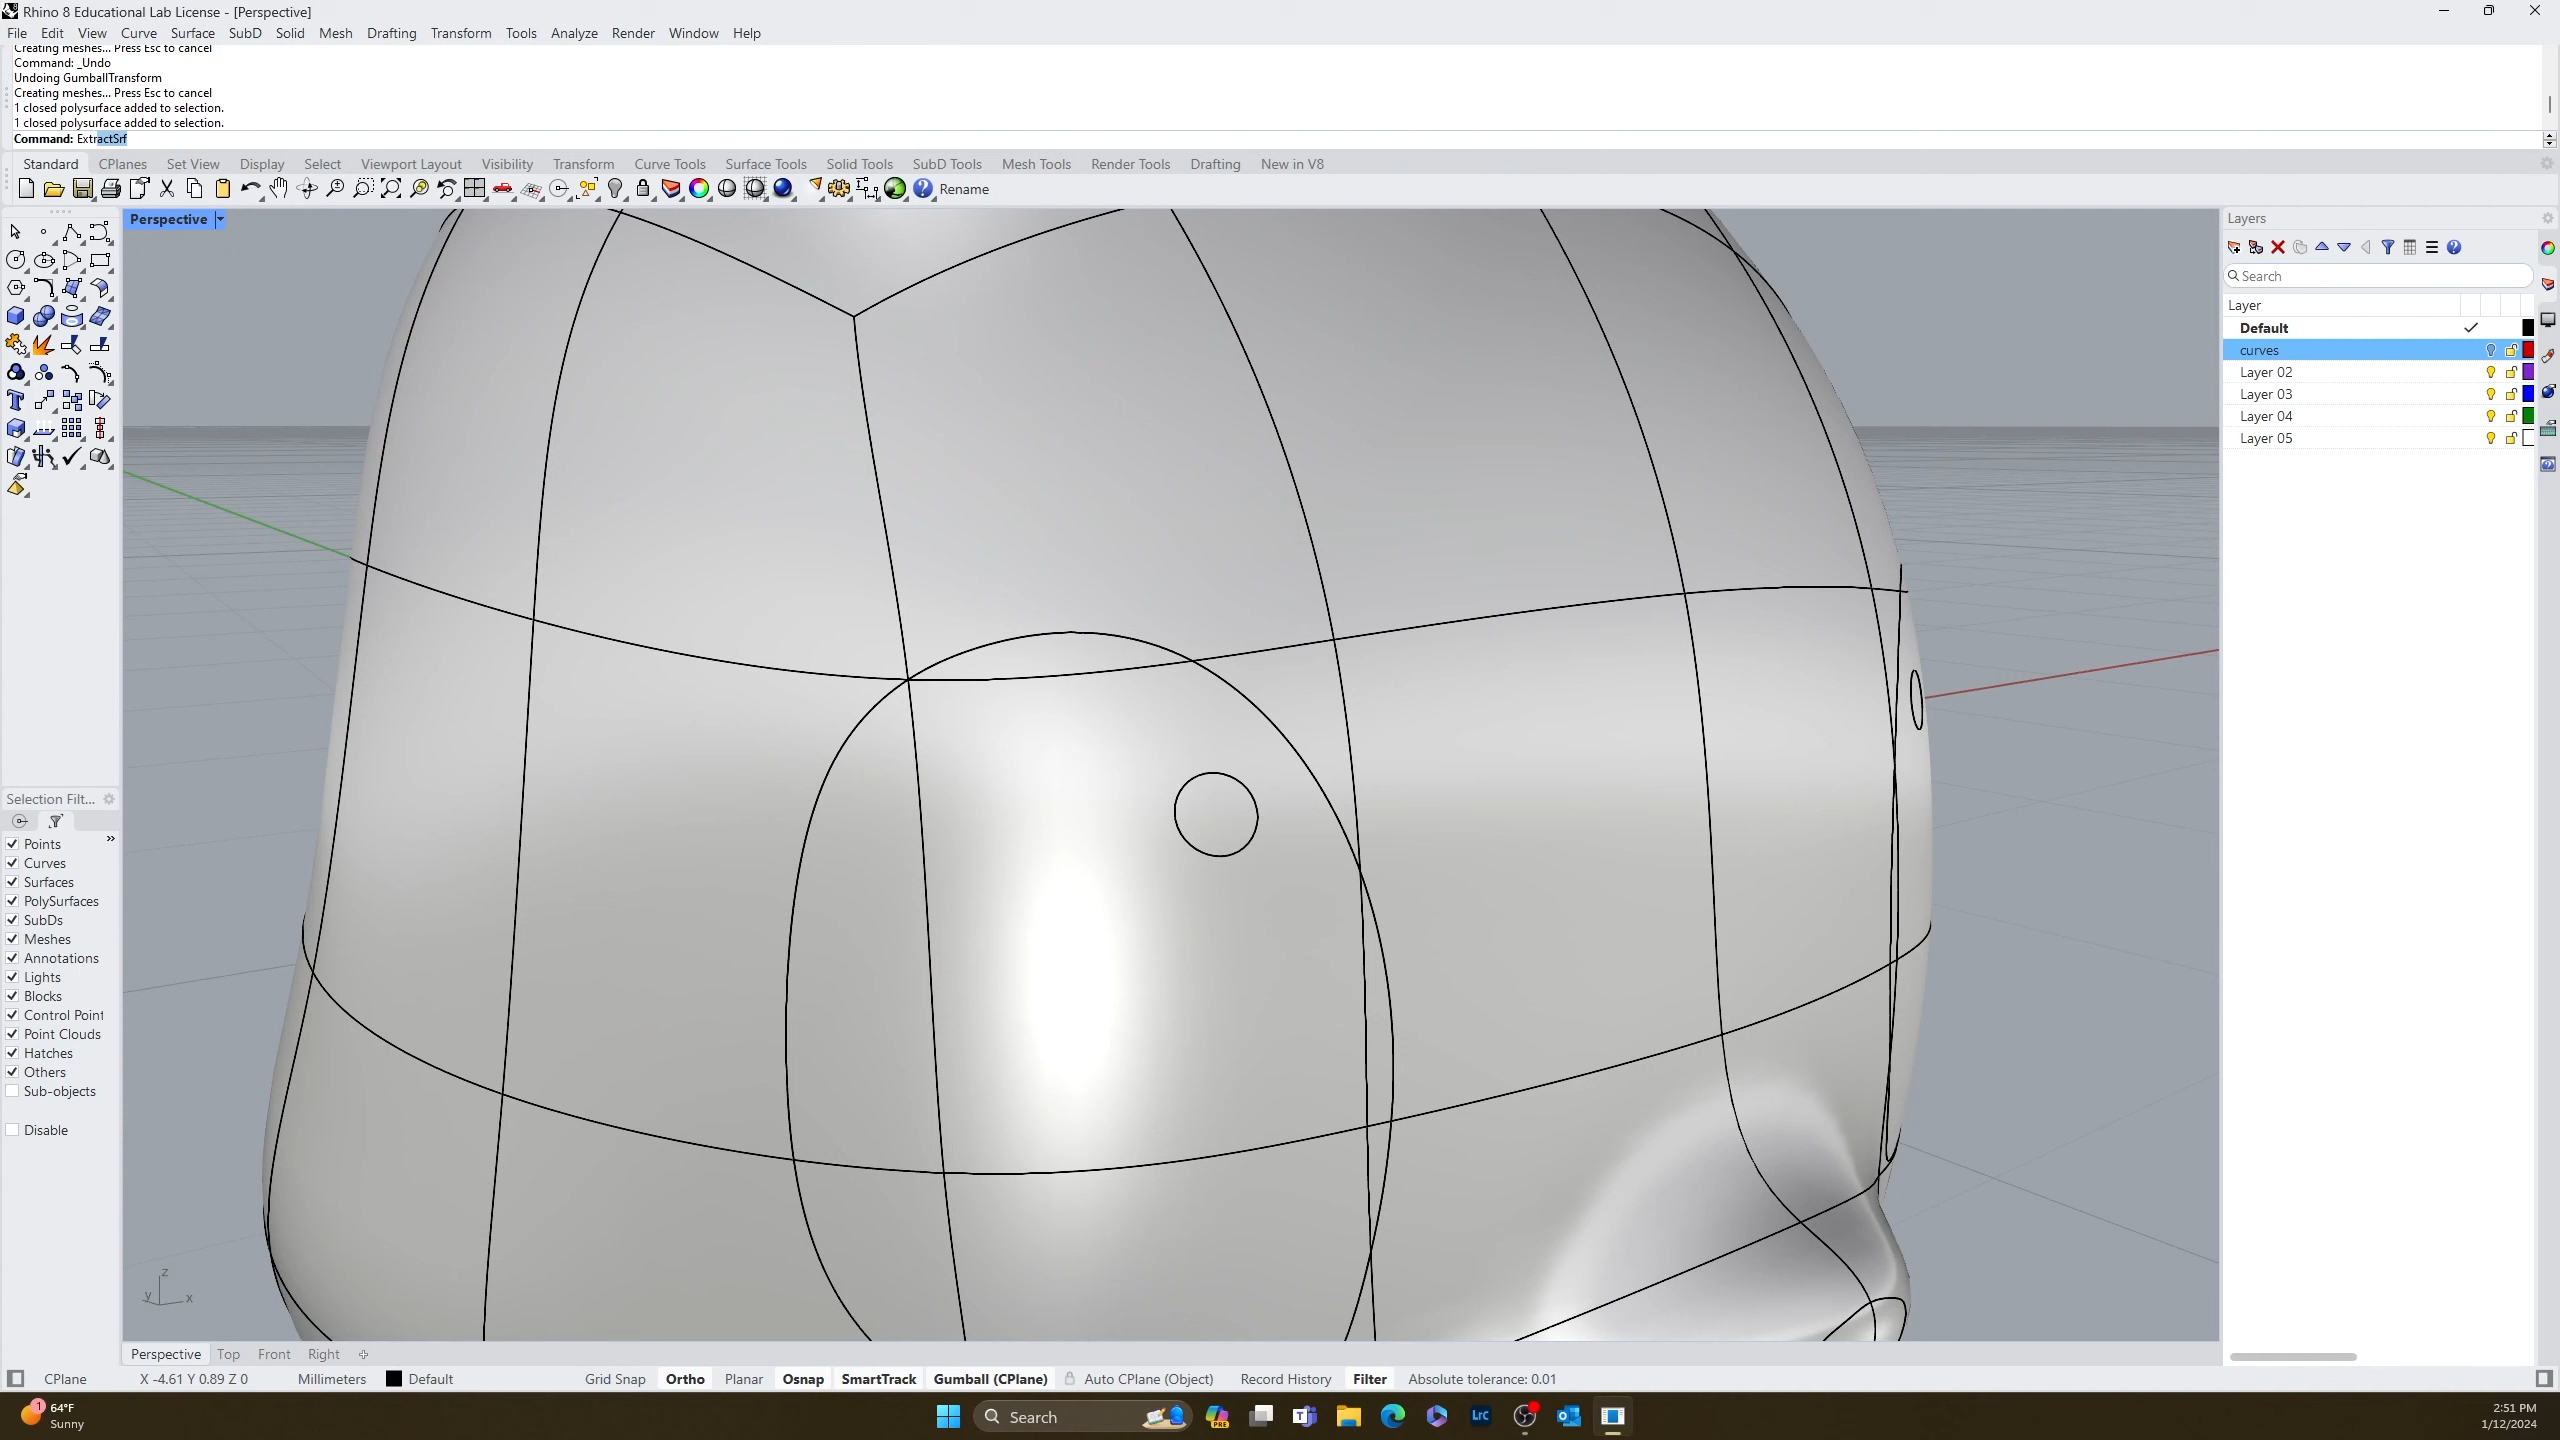 Rhino 8 Educational Lab License - [Perspective]
File Edit View Curve Surface SubD Solid Mesh Drafting Transform Tools Analyze Render Window Help
Creating meshes... Press Esc to cancel
Command: _Undo
Undoing GumballTransform
Creating meshes... Press Esc to cancel
1 closed polysurface added to selection.
1 closed polysurface added to selection.
Command: ExtractSrf
Standard CPlanes Set View Display Select Viewport Layout Visibility Transform Curve Tools Surface Tools Solid Tools SubD Tools Mesh Tools Render Tools Drafting New in V8
Rename
Perspective
Layers
Search
Layer
Default
curves
Layer 02
Layer 03
Layer 04
Layer 05
Selection Filt...
Points
Curves
Surfaces
PolySurfaces
SubDs
Meshes
Annotations
Lights
Blocks
Control Point
Point Clouds
Hatches
Others
Sub-objects
Disable
z
y x
Perspective Top Front Right
CPlane X -4.61 Y 0.89 Z 0 Millimeters Default Grid Snap Ortho Planar Osnap SmartTrack Gumball (CPlane) Auto CPlane (Object) Record History Filter Absolute tolerance: 0.01
1
64°F
Sunny
Search
PRE
Lrc
2:51 PM
1/12/2024